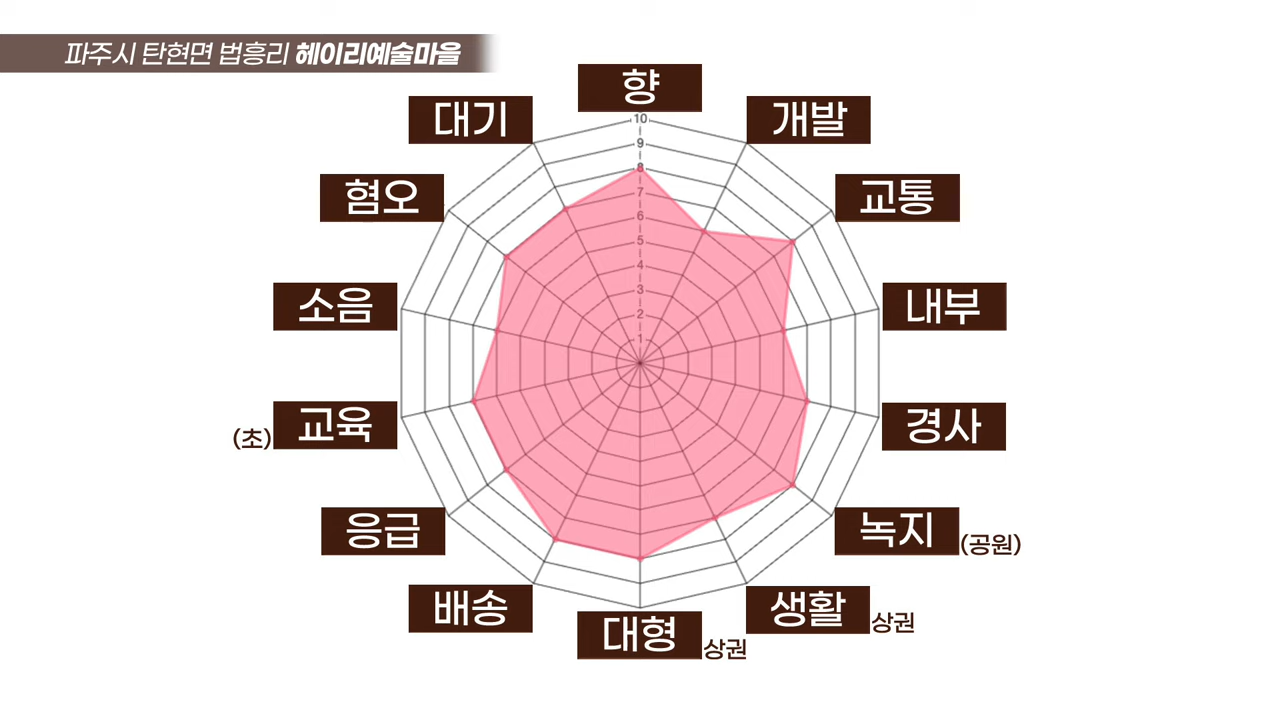 파주시 탄현면 법흥리 헤이리예술마을
향
대기
개발
혐오
교통
소음
내부
(초) 교육
경사
응급
녹지 (공원)
배송
생활 상권
대형 상권
10
9
8
7
6
5
4
3
2
1